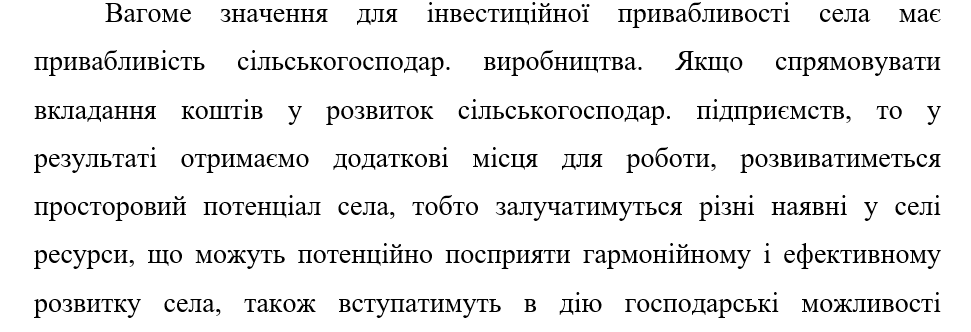 Вагоме значення для інвестиційної привабливості села має
привабливість сільськогосподар. виробництва. Якщо спрямовувати
вкладання коштів у розвиток сільськогосподар. підприємств, то у
результаті отримаємо додаткові місця для роботи, розвиватиметься
просторовий потенціал села, тобто залучатимуться різні наявні у селі
ресурси, що можуть потенційно посприяти гармонійному і ефективному
розвитку села, також вступатимуть в дію господарські можливості